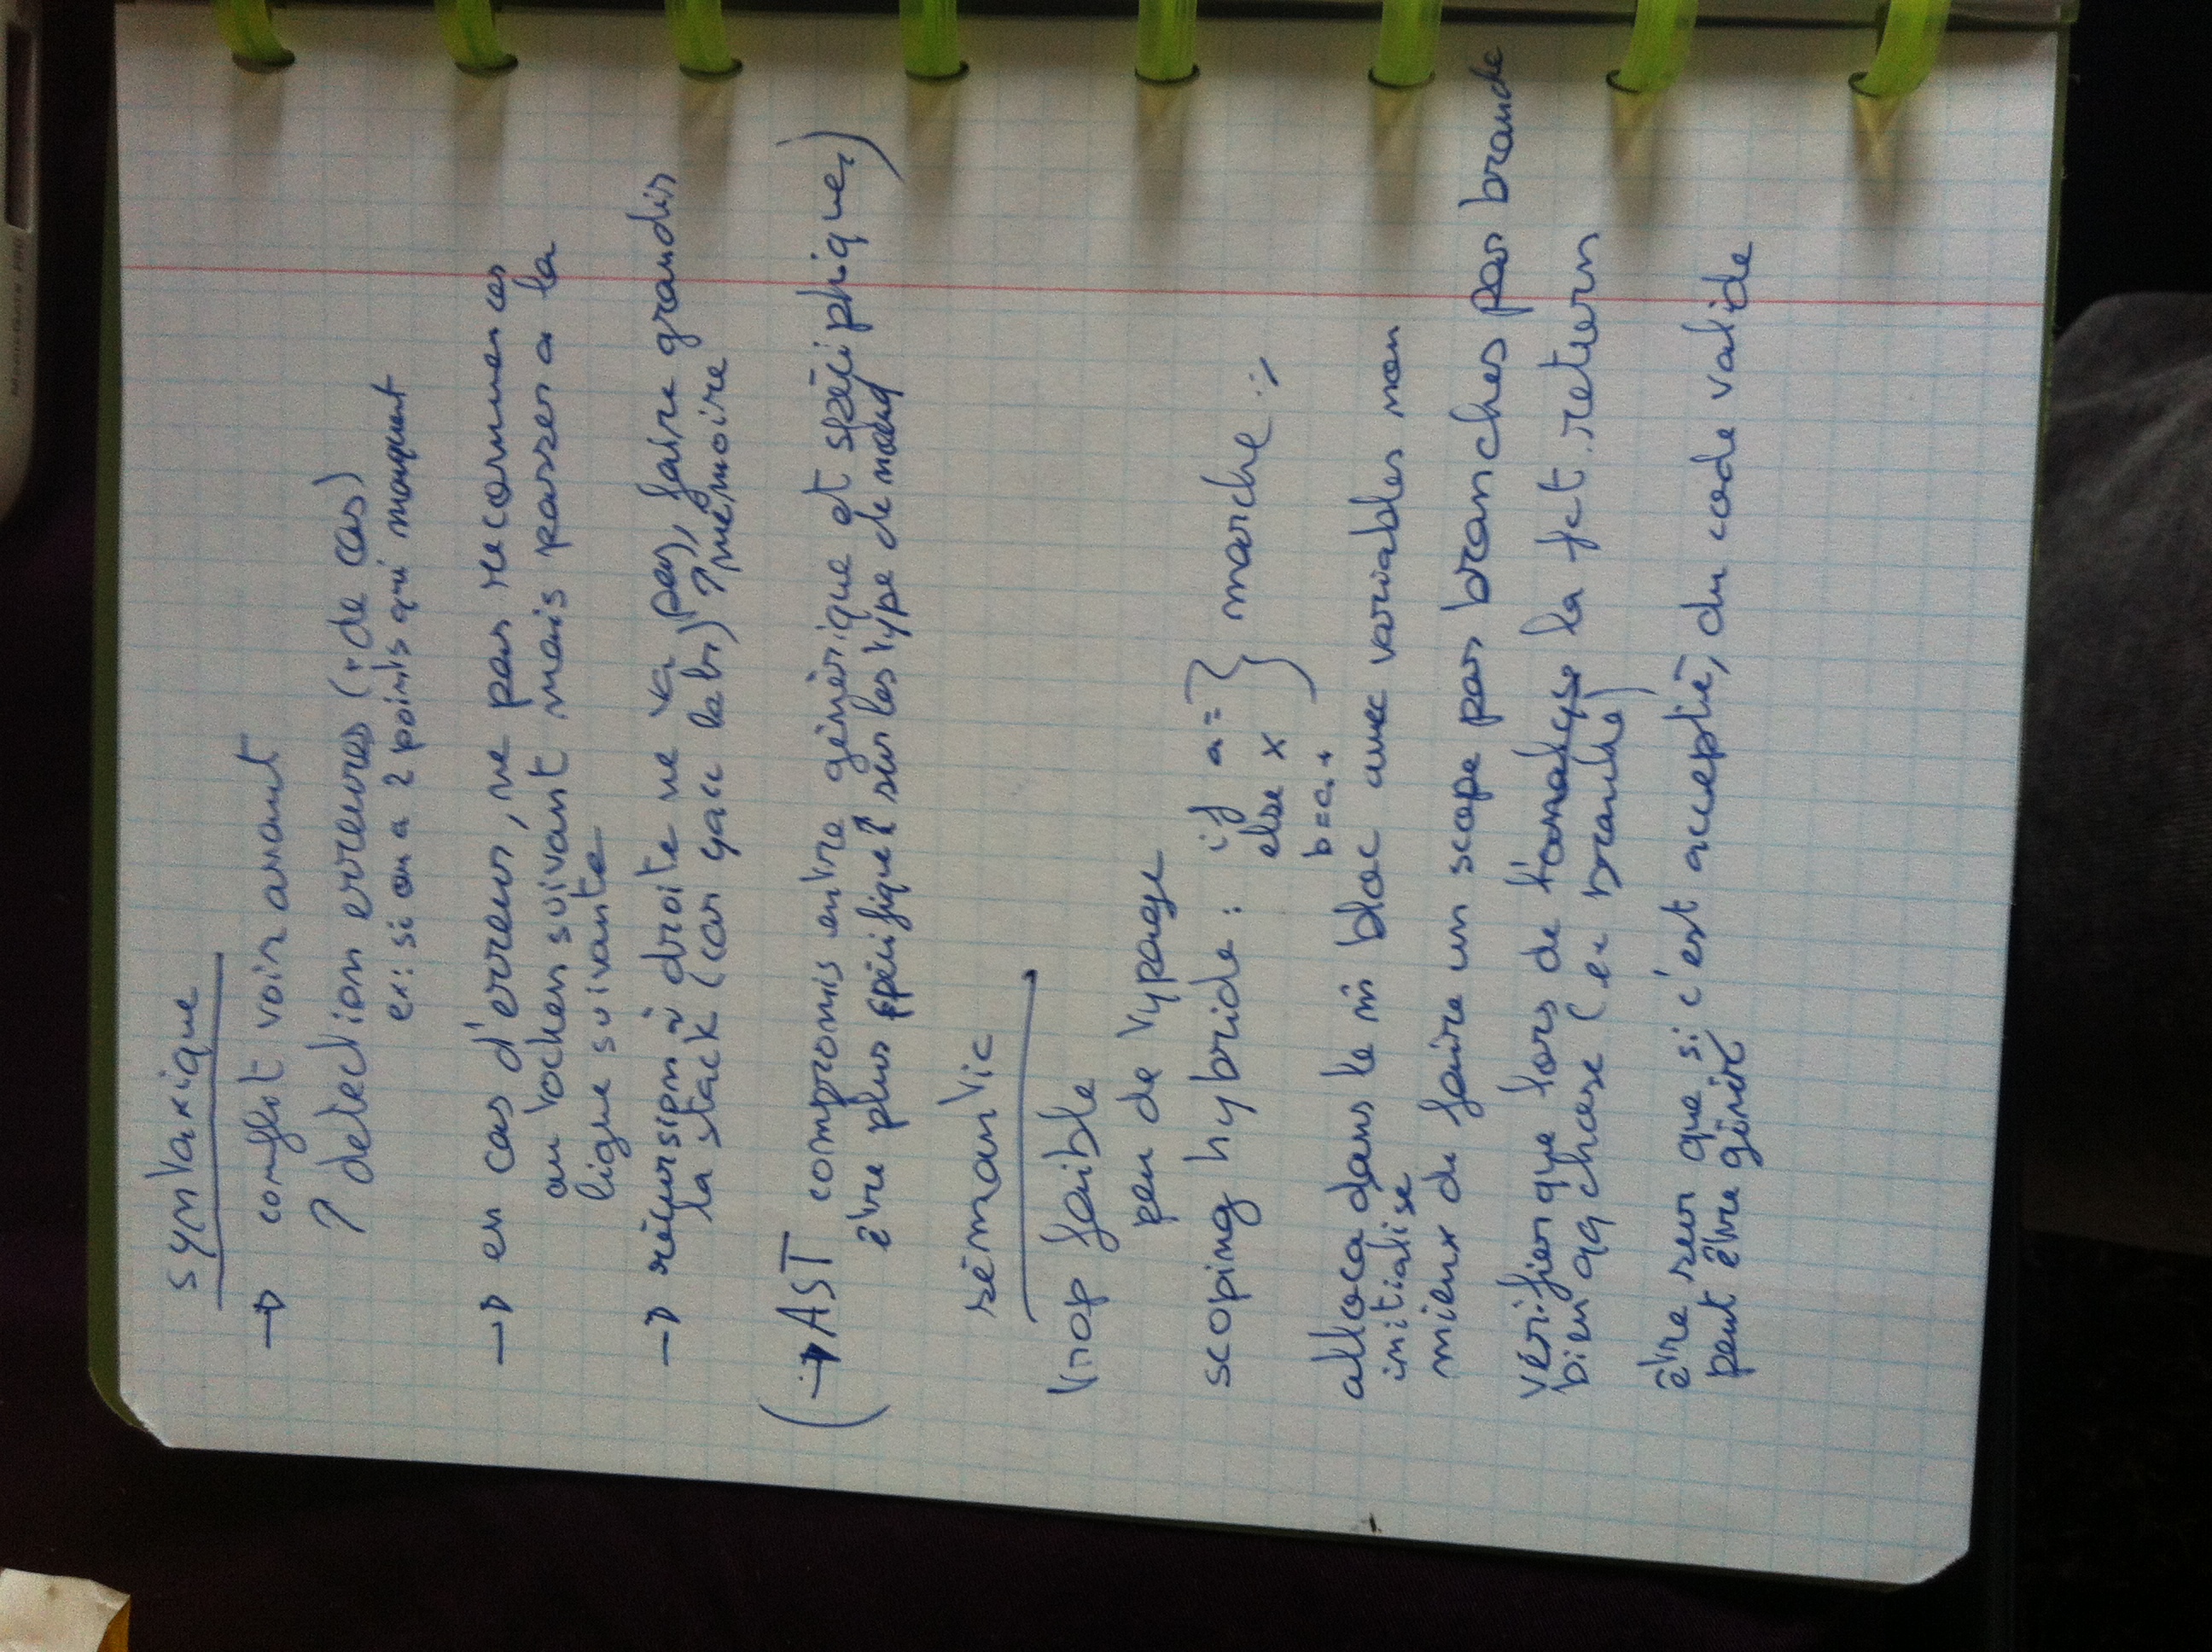 syntaxique
→ conflit voir avant
↑ detection erreures (+ de cas)
ex: si on a 2 points qui manquent
→ en cas d'erreur, ne pas recommencer
au tocken suivant mais passer a la
ligne suivante
→ récursion à droite ne va pas, faire grandir
la stack (car yacc lalr) ↑ mémoire
(→ AST compromis entre générique et spéciphiques)
être plus spécifique ↑ sur les type de noeud
sémantic
trop faible
peu de typage
scoping hybride : if a= } marche :/
else x
b=a+
alloca dans le m̂ bloc avec variables non
initialisé
mieux de faire un scope par branches par branche
vérifier que lors de l'analyse la fct return
bien qq chose (ex branche)
être sur que si c'est accepté, du code valide
peut être généré